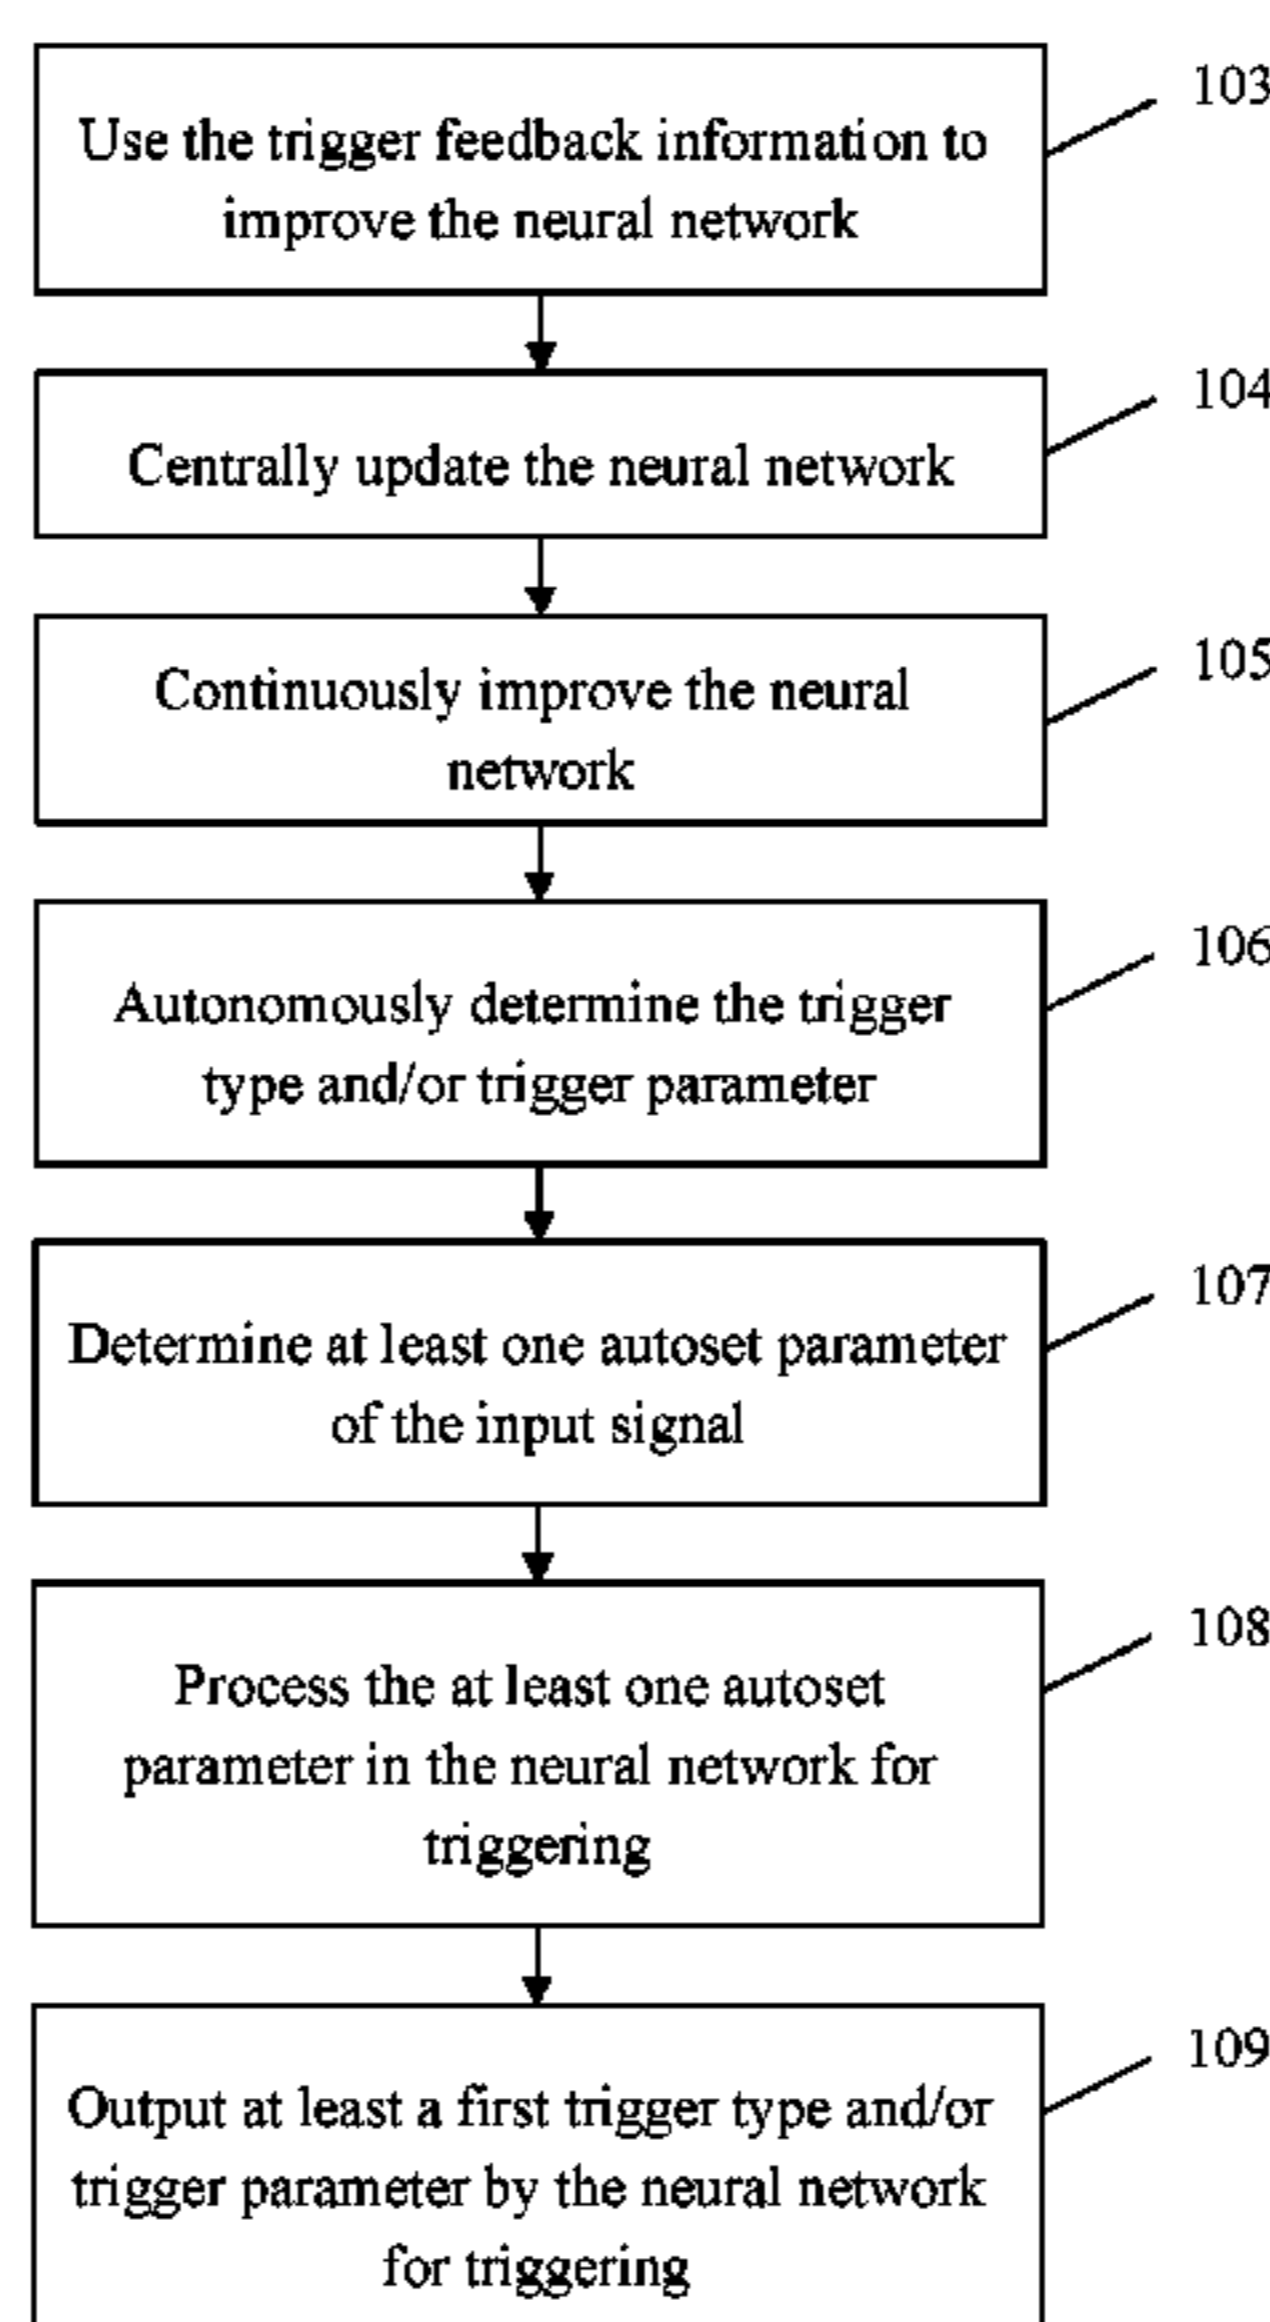 103
Use the trigger feedback information to
improve the neural network
104
Centrally update the neural network
105
Continuously improve the neural
network
106
Autonomously determine the trigger
type and/or trigger parameter
107
Determine at least one autoset parameter
of the input signal
108
Process the at least one autoset
parameter in the neural network for
triggering
109
Output at least a first trigger type and/or
trigger parameter by the neural network
for triggering